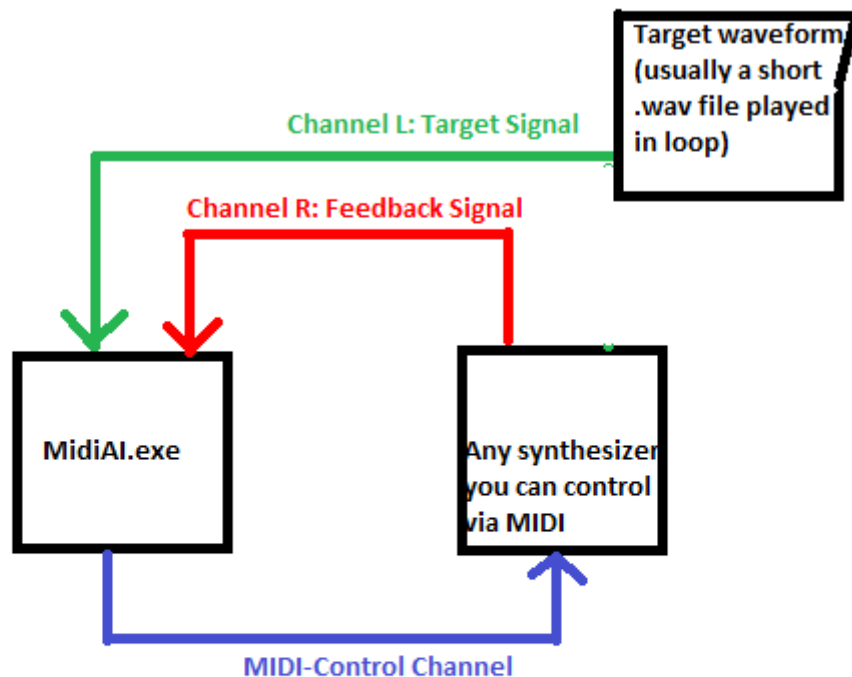 Target waveform
(usually a short
.wav file played
in loop)
Channel L: Target Signal
Channel R: Feedback Signal
MidiAI.exe
Any synthesizer
you can control
via MIDI
MIDI-Control Channel